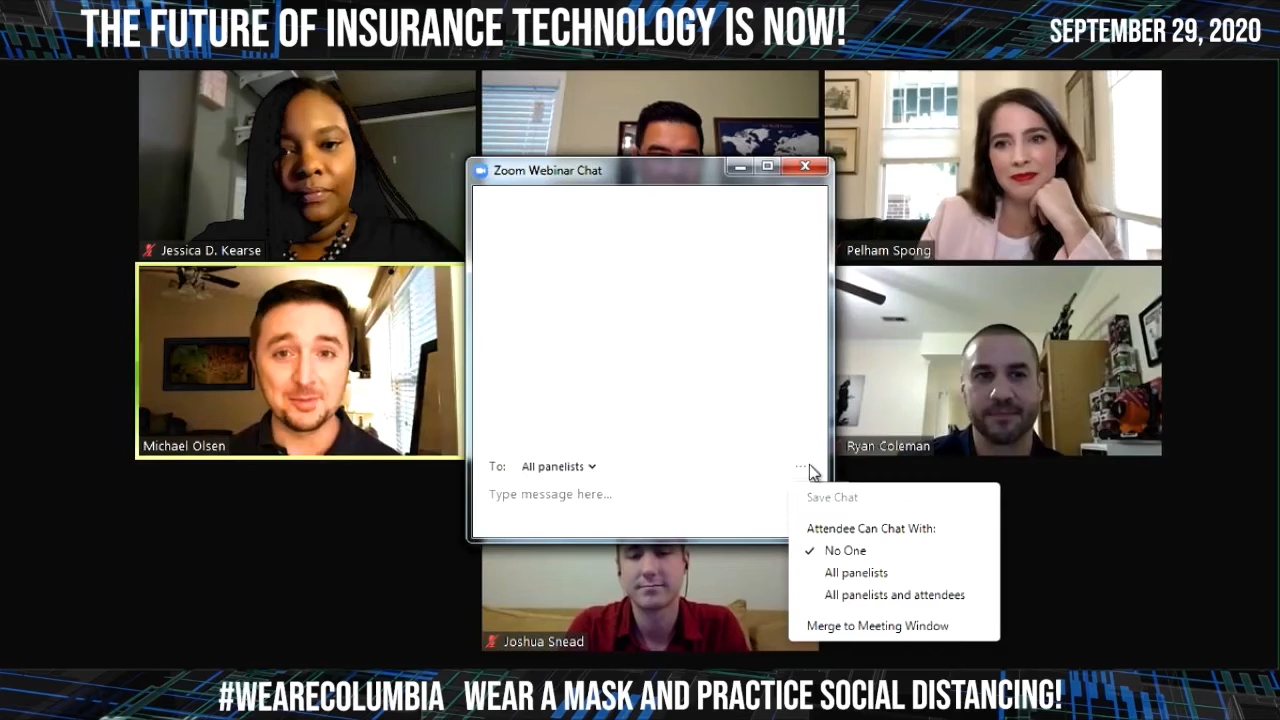 THE FUTURE OF INSURANCE TECHNOLOGY IS NOW!
SEPTEMBER 29, 2020
Zoom Webinar Chat
Jessica D. Kearse
Pelham Spong
Michael Olsen
Ryan Coleman
To: All panelists
Type message here...
Save Chat
Attendee Can Chat With:
No One
All panelists
All panelists and attendees
Merge to Meeting Window
Joshua Snead
#WEARECOLUMBIA WEAR A MASK AND PRACTICE SOCIAL DISTANCING!